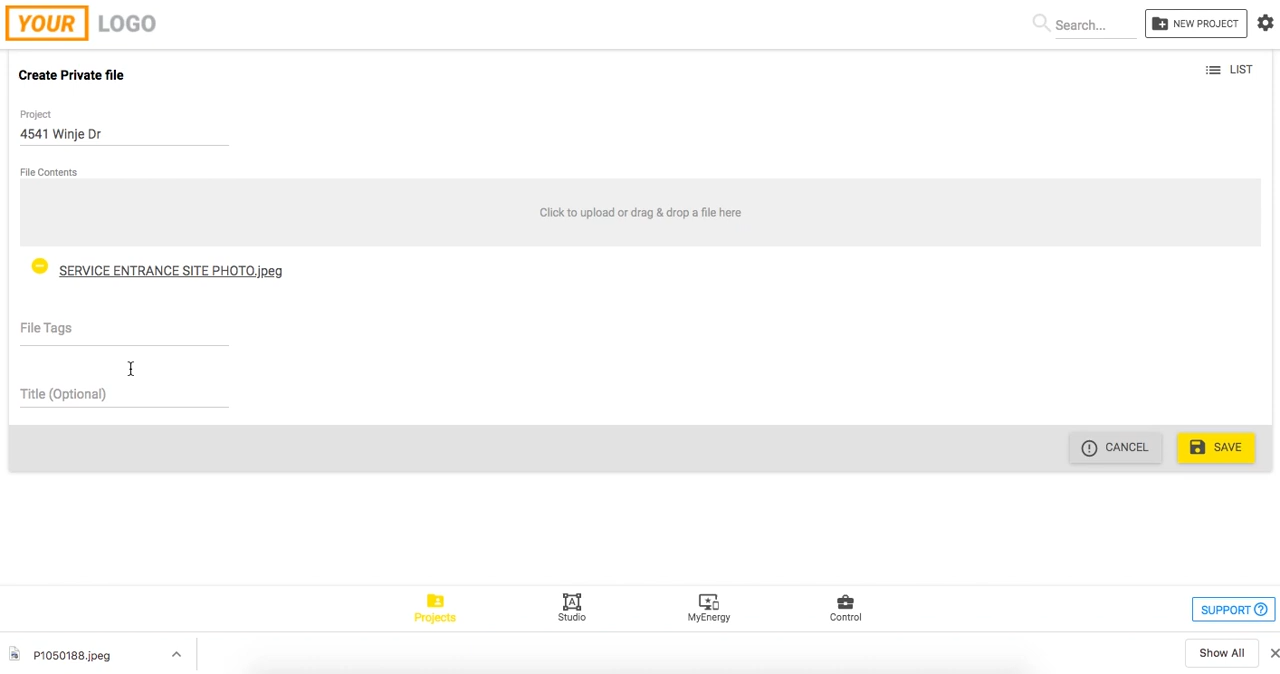 YOUR LOGO
Search...
NEW PROJECT
Create Private file
LIST
Project
4541 Winje Dr
File Contents
Click to upload or drag & drop a file here
SERVICE ENTRANCE SITE PHOTO.jpeg
File Tags
Title (Optional)
CANCEL
SAVE
Projects
Studio
MyEnergy
Control
SUPPORT
P1050188.jpeg
Show All